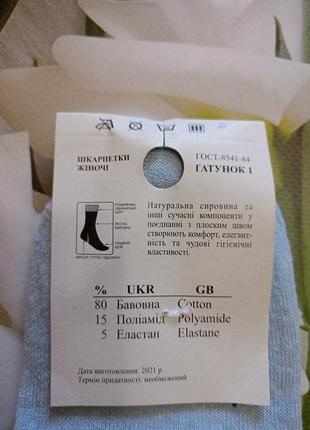 ШКАРПЕТКИ
ЖІНОЧІ
ГОСТ-8541-84
ҐАТУНОК 1
Натуральна сировина та
інші сучасні компоненти у
поєднанні з плоским швом
створюють комфорт, елегант-
ність та чудові гігієнічні
властивості.
% UKR GB
80 Бавовна Cotton
15 Поліамід Polyamide
5 Еластан Elastane
Дата виготовлення: 2021 р.
Термін придатності: необмежений